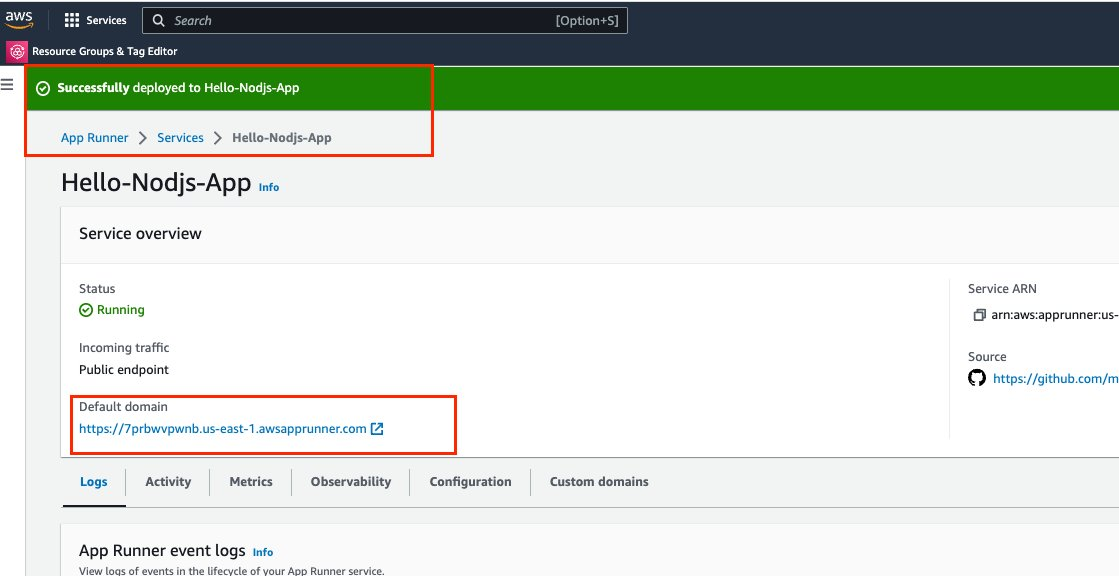 aws Services Search [Option+S]
Resource Groups & Tag Editor
Successfully deployed to Hello-Nodjs-App
App Runner > Services > Hello-Nodjs-App
Hello-Nodjs-App Info
Service overview
Status
Running
Incoming traffic
Public endpoint
Default domain
https://7prbwvpwnb.us-east-1.awsapprunner.com
Service ARN
arn:aws:apprunner:us-
Source
https://github.com/m
Logs Activity Metrics Observability Configuration Custom domains
App Runner event logs Info
View logs of events in the lifecycle of your App Runner service.